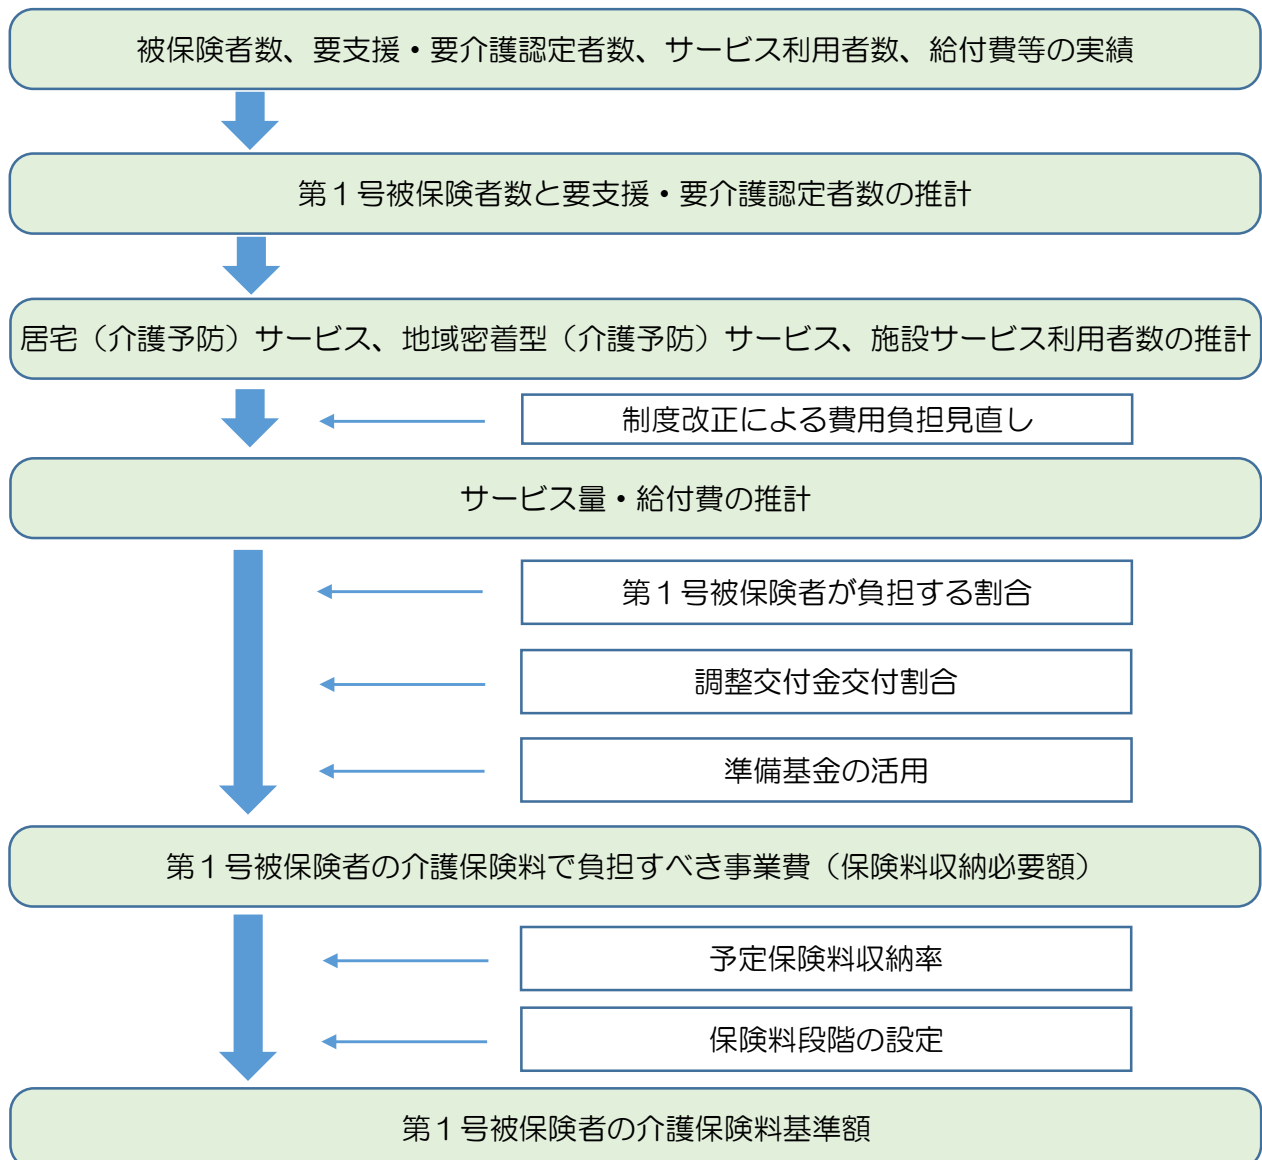 被保険者数、要支援・要介護認定者数、サービス利用者数、給付費等の実績
第１号被保険者数と要支援・要介護認定者数の推計
居宅（介護予防）サービス、地域密着型（介護予防）サービス、施設サービス利用者数の推計
制度改正による費用負担見直し
サービス量・給付費の推計
第１号被保険者が負担する割合
調整交付金交付割合
準備基金の活用
第１号被保険者の介護保険料で負担すべき事業費（保険料収納必要額）
予定保険料収納率
保険料段階の設定
第１号被保険者の介護保険料基準額